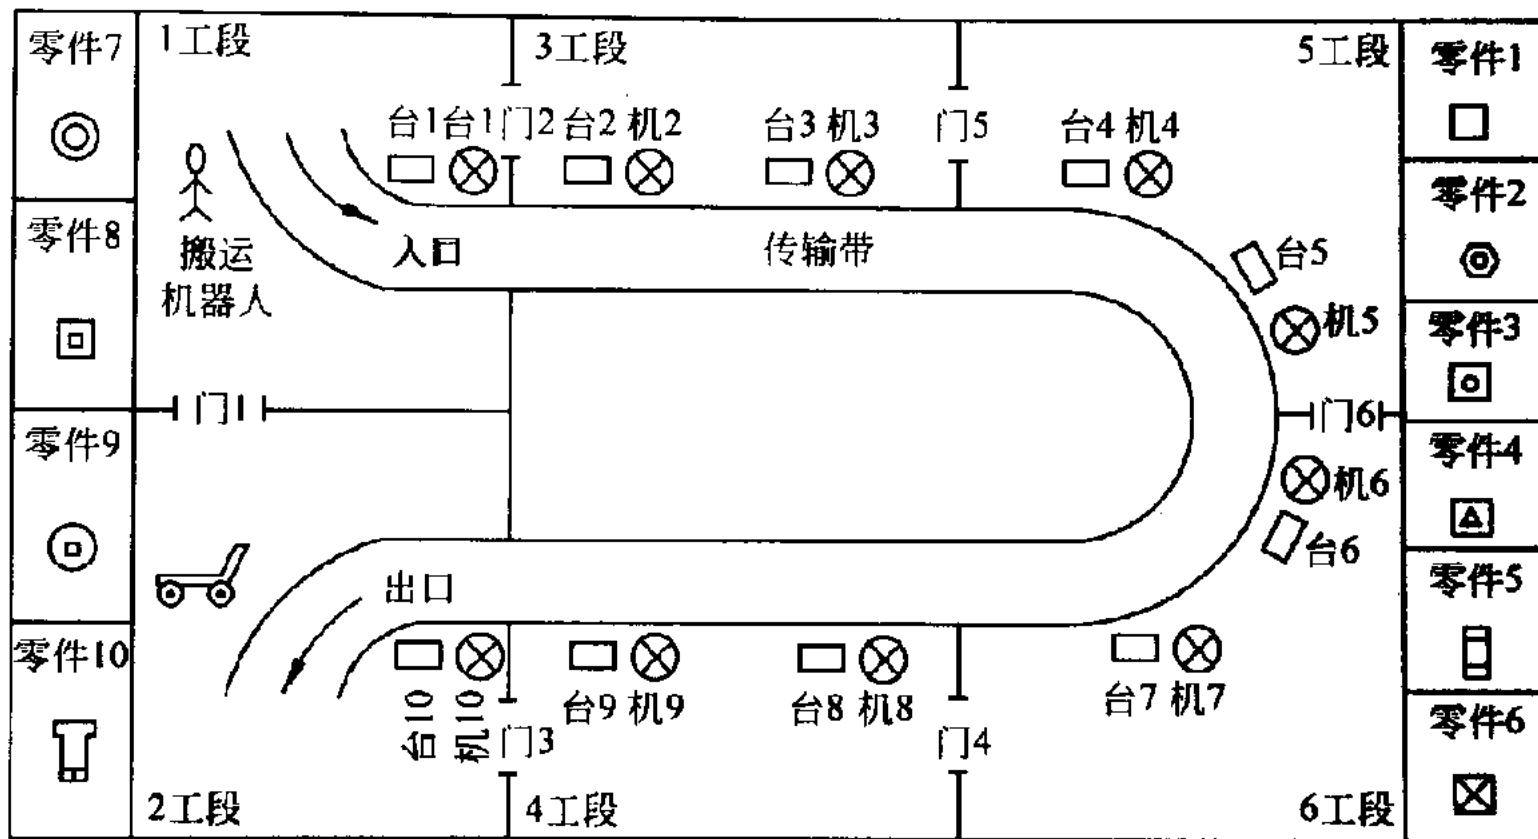 零件7
1工段
3工段
5工段
零件1
台1台1门2台2 机2
台3 机3
门5
台4 机4
零件2
零件8
搬运
机器人
入口
传输带
台5
机5
零件3
门1
门6
零件9
零件4
机6
台6
零件5
出口
零件10
台10
机10
门3
台9 机9
台8 机8
门4
台7 机7
零件6
2工段
4工段
6工段